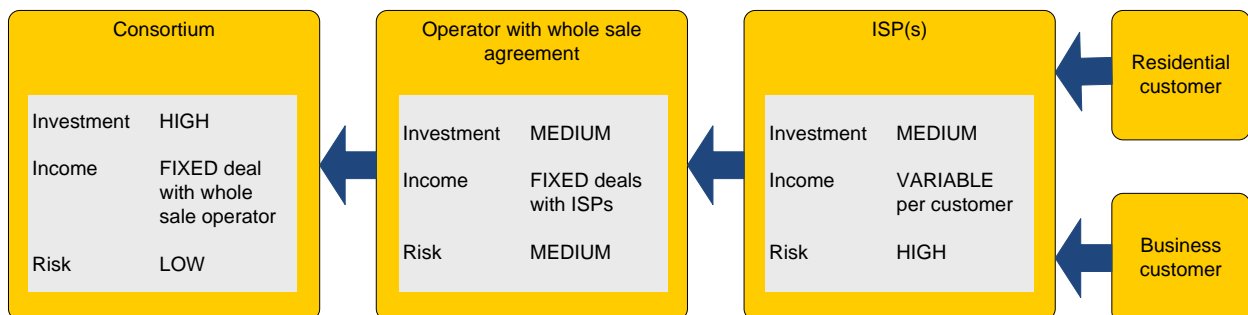 Consortium
Investment HIGH
Income FIXED deal
with whole
sale operator
Risk LOW
Operator with whole sale
agreement
Investment MEDIUM
Income FIXED deals
with ISPs
Risk MEDIUM
ISP(s)
Investment MEDIUM
Income VARIABLE
per customer
Risk HIGH
Residential
customer
Business
customer